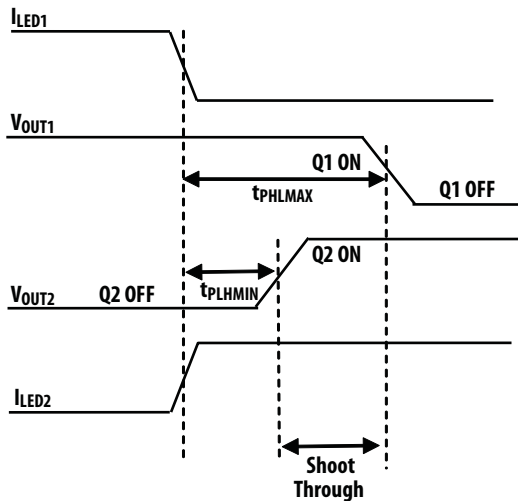 ILED1
VOUT1
Q1 ON
tPHLMAX
Q1 OFF
Q2 ON
tPLHMIN
VOUT2
Q2 OFF
ILED2
Shoot
Through